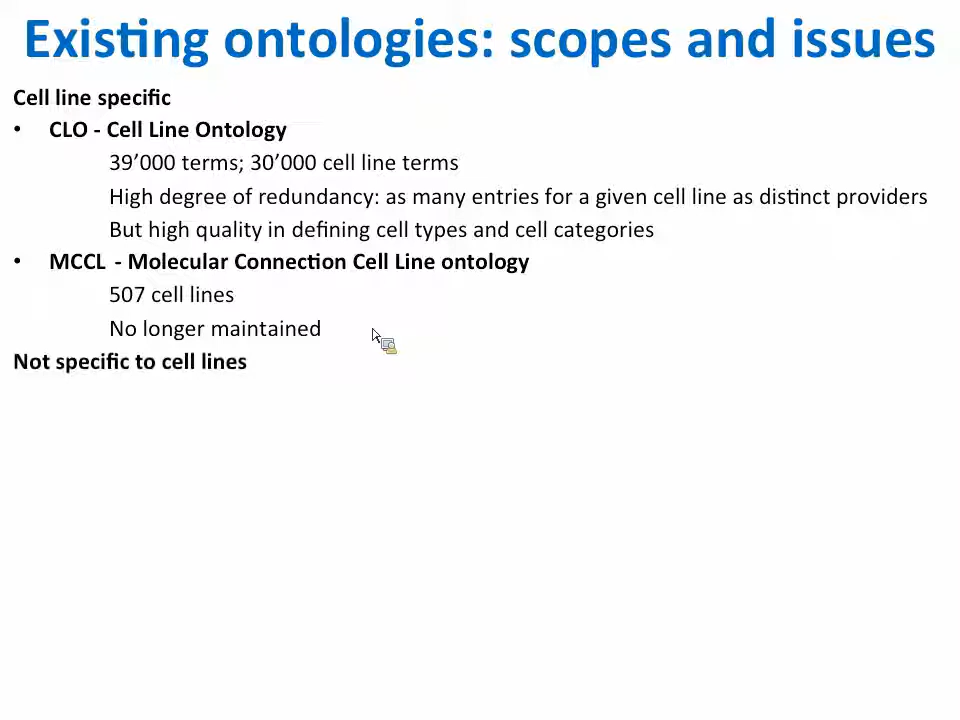 Existing ontologies: scopes and issues
Cell line specific
• CLO - Cell Line Ontology
39’000 terms; 30’000 cell line terms
High degree of redundancy: as many entries for a given cell line as distinct providers
But high quality in defining cell types and cell categories
• MCCL - Molecular Connection Cell Line ontology
507 cell lines
No longer maintained
Not specific to cell lines